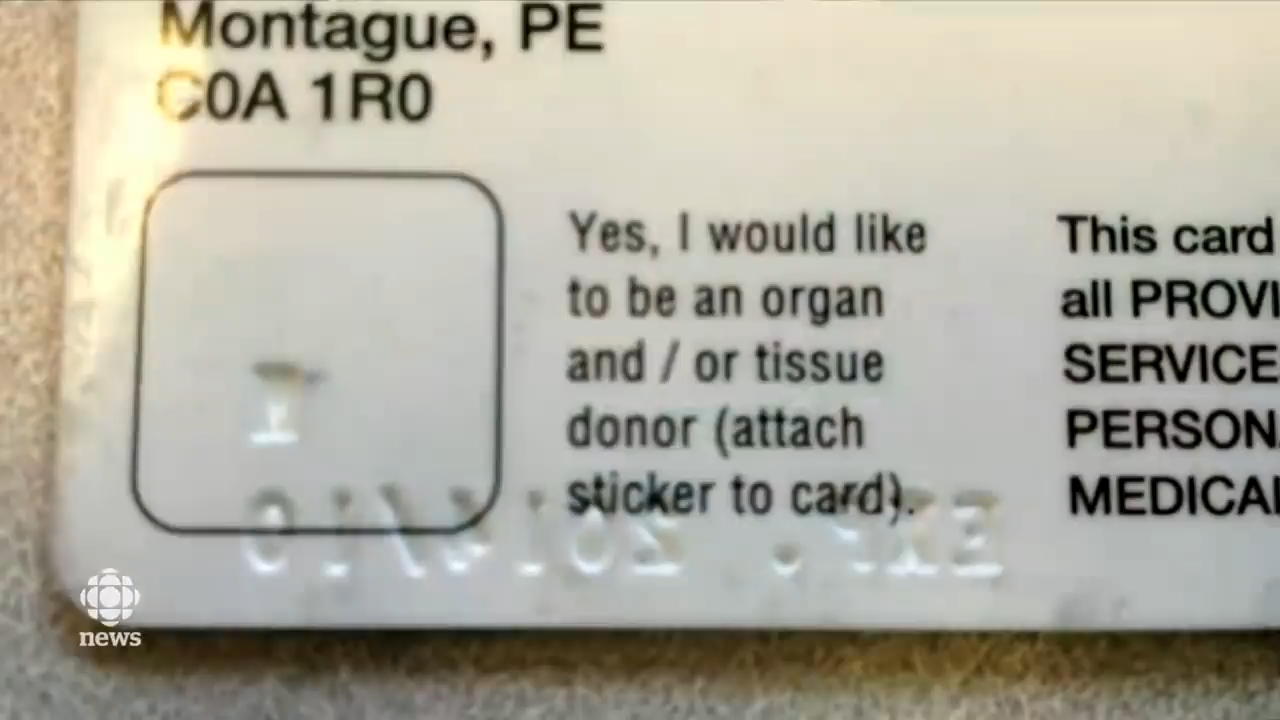 Montague, PE
C0A 1R0
Yes, I would like
to be an organ
and / or tissue
donor (attach
sticker to card).
This card
all PROVI
SERVICE
PERSON
MEDICAL
news